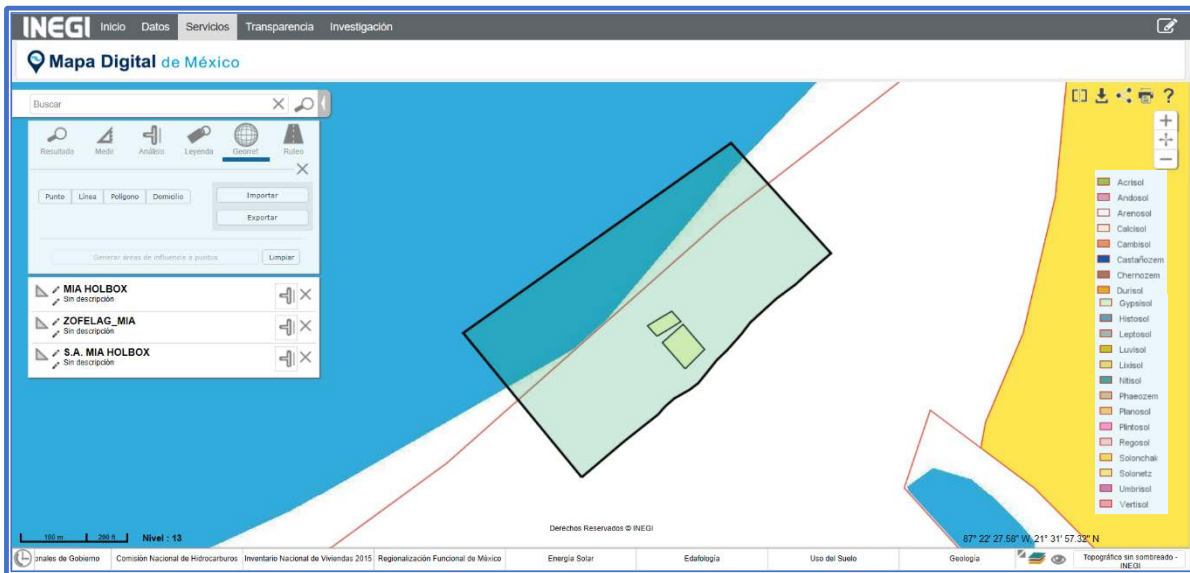 INEGI Inicio Datos Servicios Transparencia Investigación
Mapa Digital de México
Buscar
Resultado Medir Análisis Leyenda Georref Ruteo
Punto Línea Polígono Domicilio Importar
Exportar
Generar áreas de influencia a puntos Limpiar
MIA HOLBOX
Sin descripción
ZOFELAG_MIA
Sin descripción
S.A. MIA HOLBOX
Sin descripción
Acrisol
Andosol
Arenosol
Calcisol
Cambisol
Castañozem
Chernozem
Durisol
Gypsisol
Histosol
Leptosol
Luvisol
Lixisol
Nitisol
Phaeozem
Planosol
Plintosol
Regosol
Solonchak
Solonetz
Umbrisol
Vertisol
Derechos Reservados © INEGI
100 m 200 ft Nivel : 13
87° 22' 27.58" W, 21° 31' 57.32" N
onales de Gobierno Comisión Nacional de Hidrocarburos Inventario Nacional de Viviendas 2015 Regionalización Funcional de México Energía Solar Edafología Uso del Suelo Geología Topográfico sin sombreado - INEGI